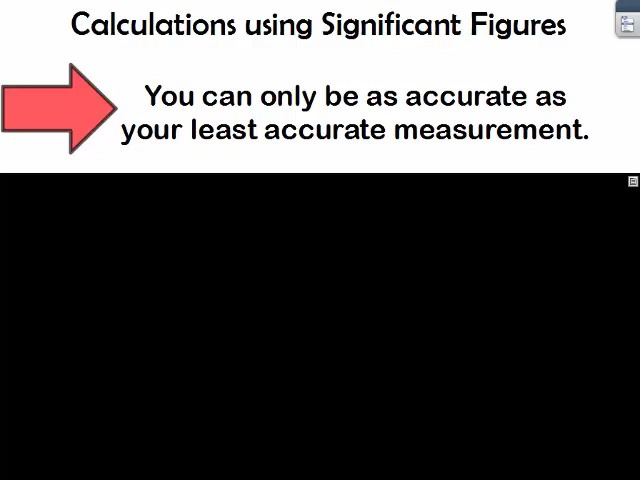 Calculations using Significant Figures
You can only be as accurate as
your least accurate measurement.